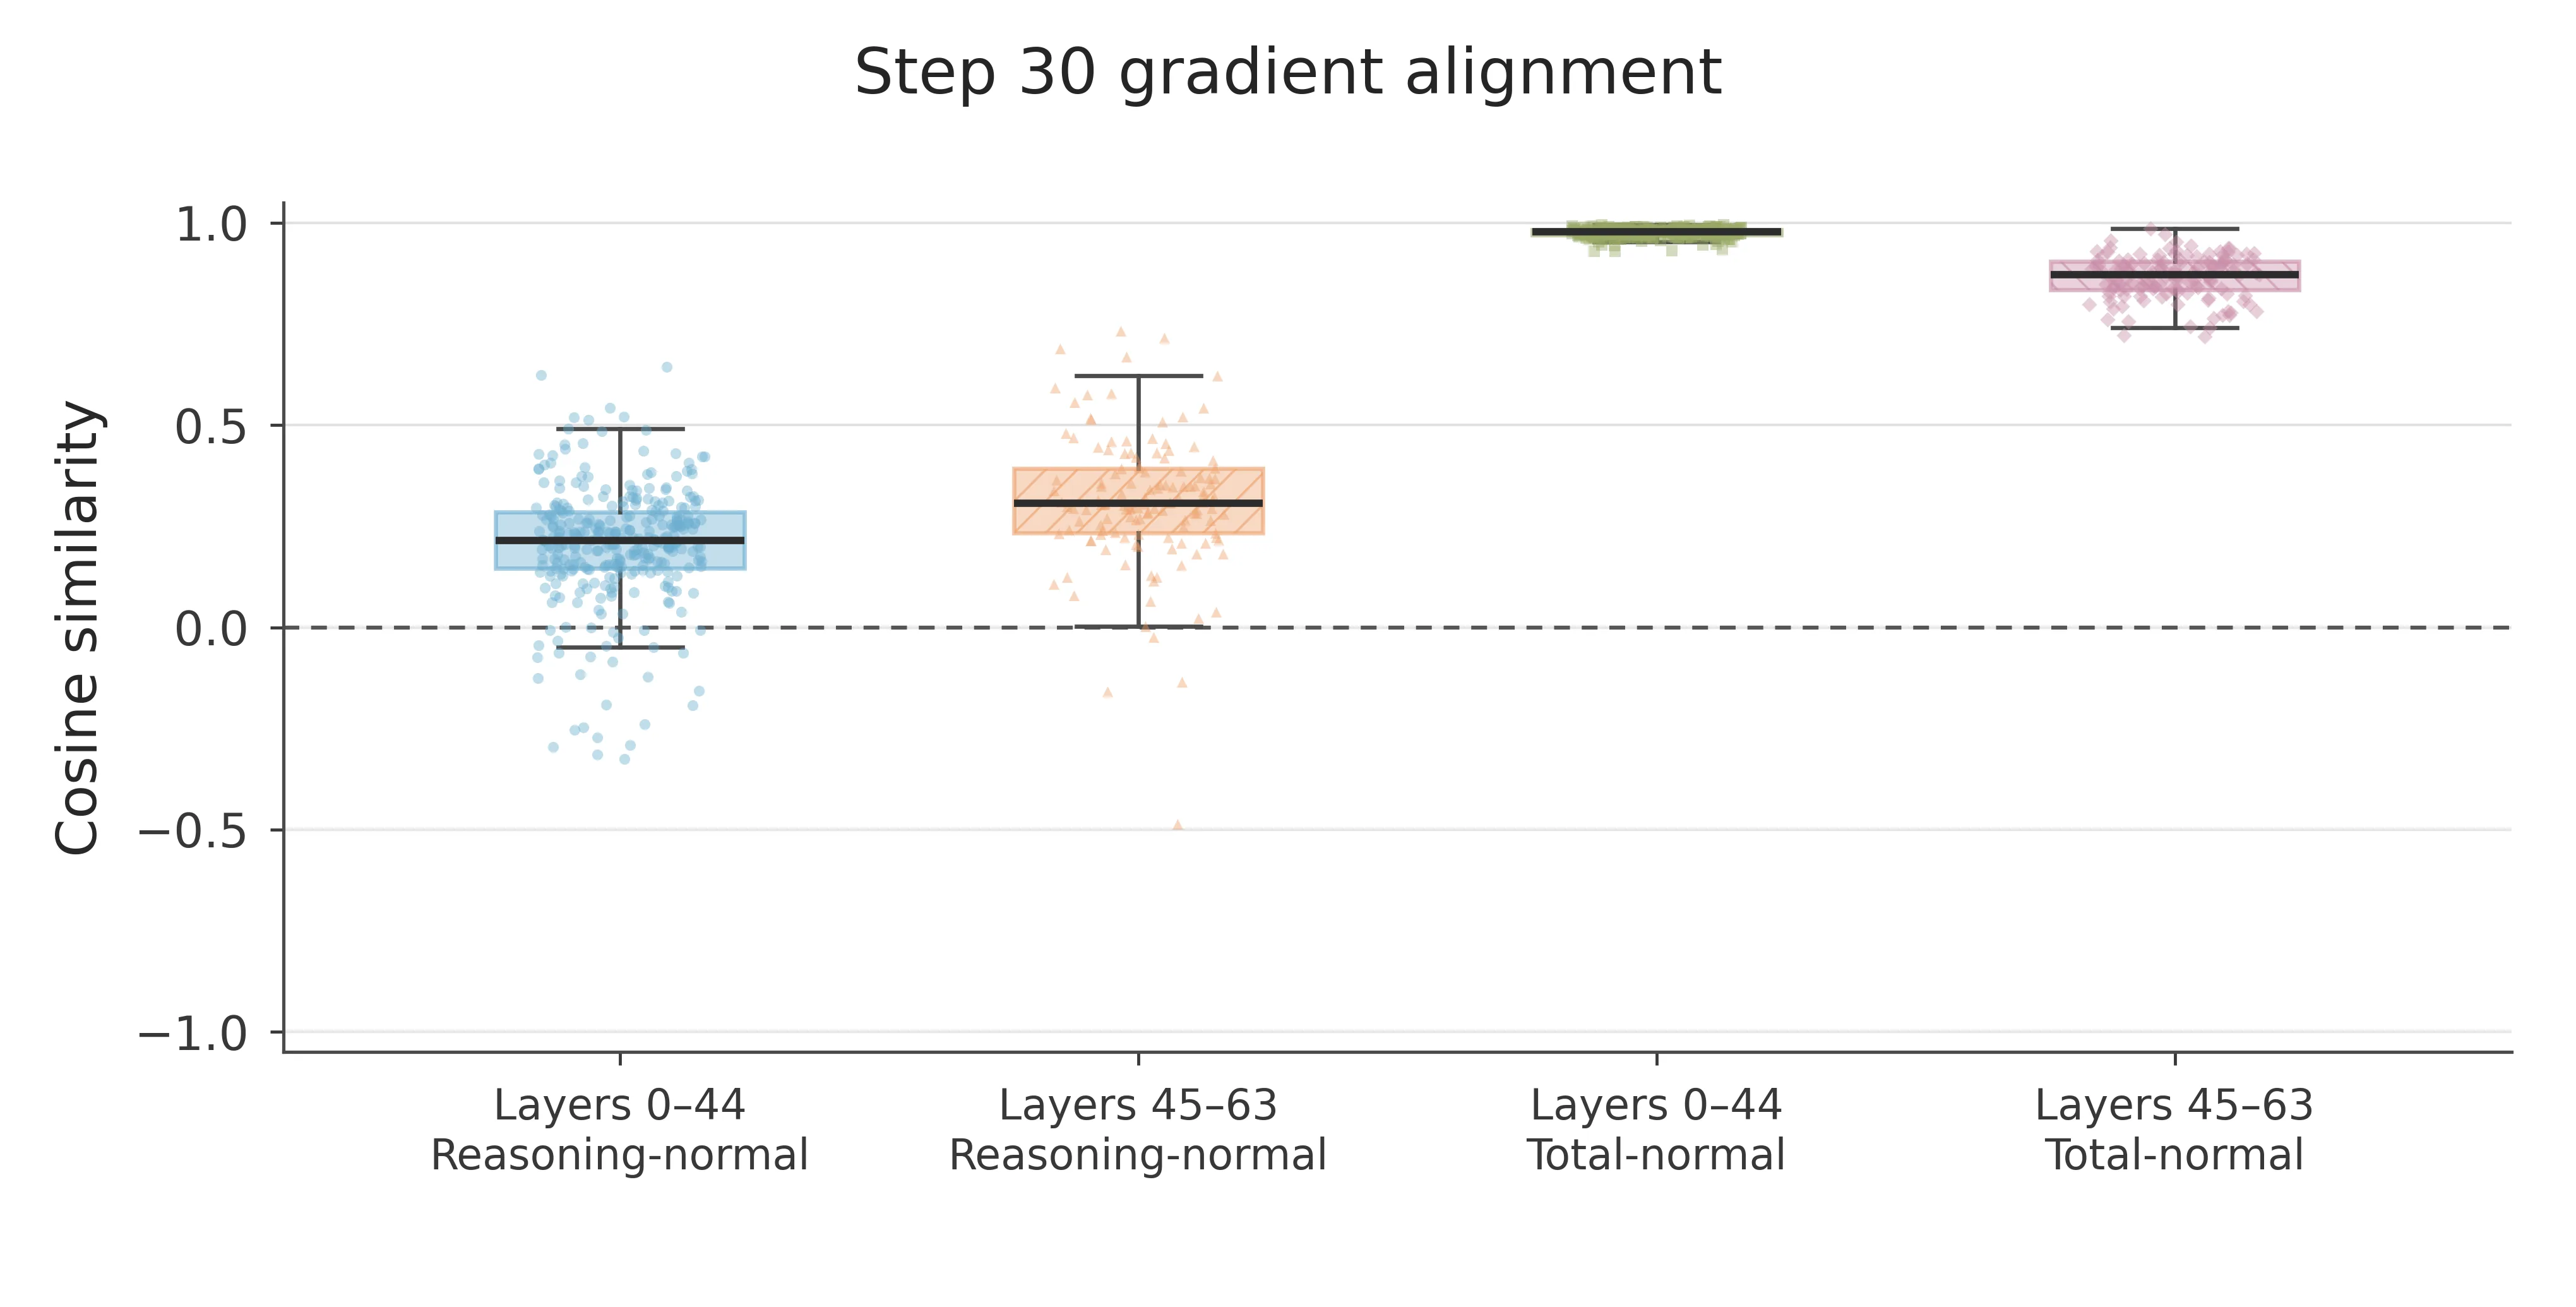 Step 30 gradient alignment
Cosine similarity
1.0
0.5
0.0
−0.5
−1.0
Layers 0–44
Reasoning-normal
Layers 45–63
Reasoning-normal
Layers 0–44
Total-normal
Layers 45–63
Total-normal